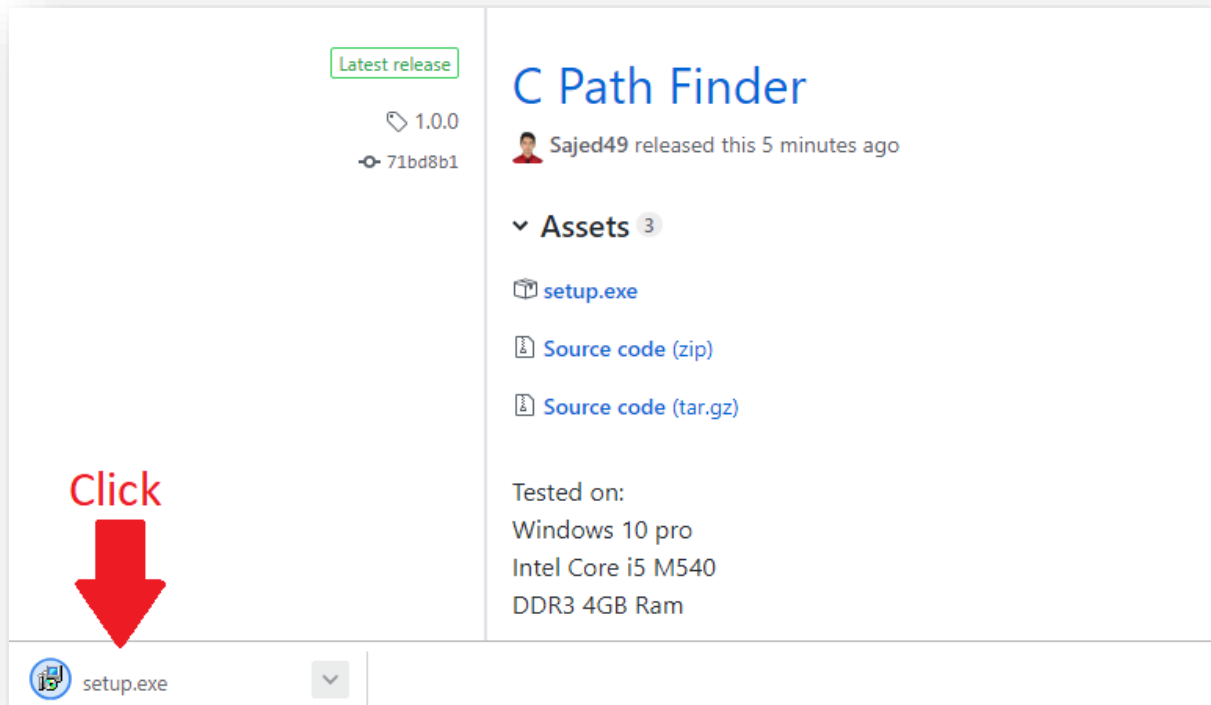 Latest release
1.0.0
71bd8b1
C Path Finder
Sajed49 released this 5 minutes ago
Assets 3
setup.exe
Source code (zip)
Source code (tar.gz)
Tested on:
Windows 10 pro
Intel Core i5 M540
DDR3 4GB Ram
Click
setup.exe